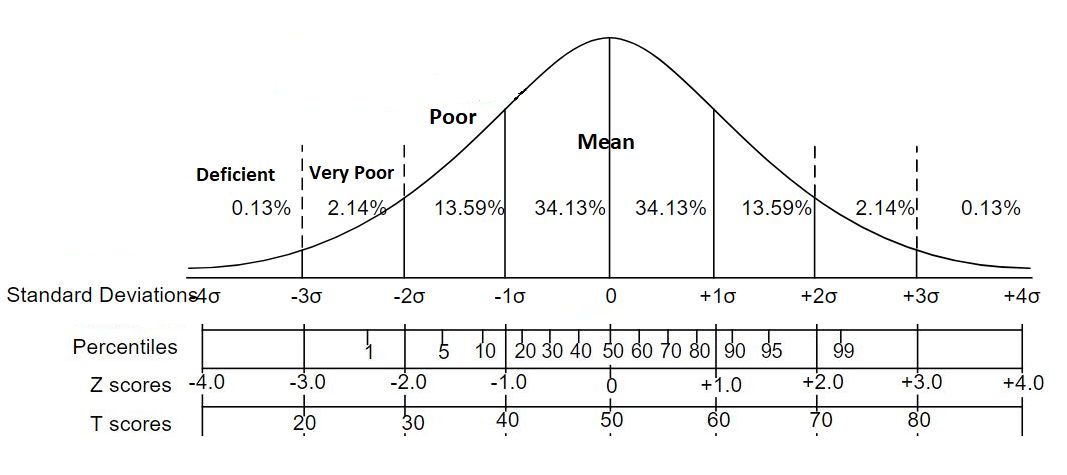 Poor
Mean
Deficient
Very Poor
0.13% 2.14% 13.59% 34.13% 34.13% 13.59% 2.14% 0.13%
Standard Deviations -4σ -3σ -2σ -1σ 0 +1σ +2σ +3σ +4σ
Percentiles 1 5 10 20 30 40 50 60 70 80 90 95 99
Z scores -4.0 -3.0 -2.0 -1.0 0 +1.0 +2.0 +3.0 +4.0
T scores 20 30 40 50 60 70 80